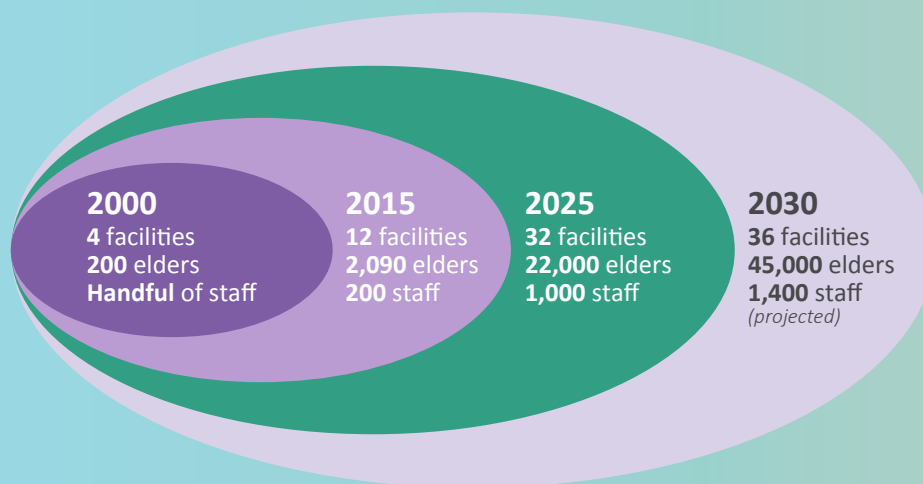 2000
4 facilities
200 elders
Handful of staff
2015
12 facilities
2,090 elders
200 staff
2025
32 facilities
22,000 elders
1,000 staff
2030
36 facilities
45,000 elders
1,400 staff
(projected)